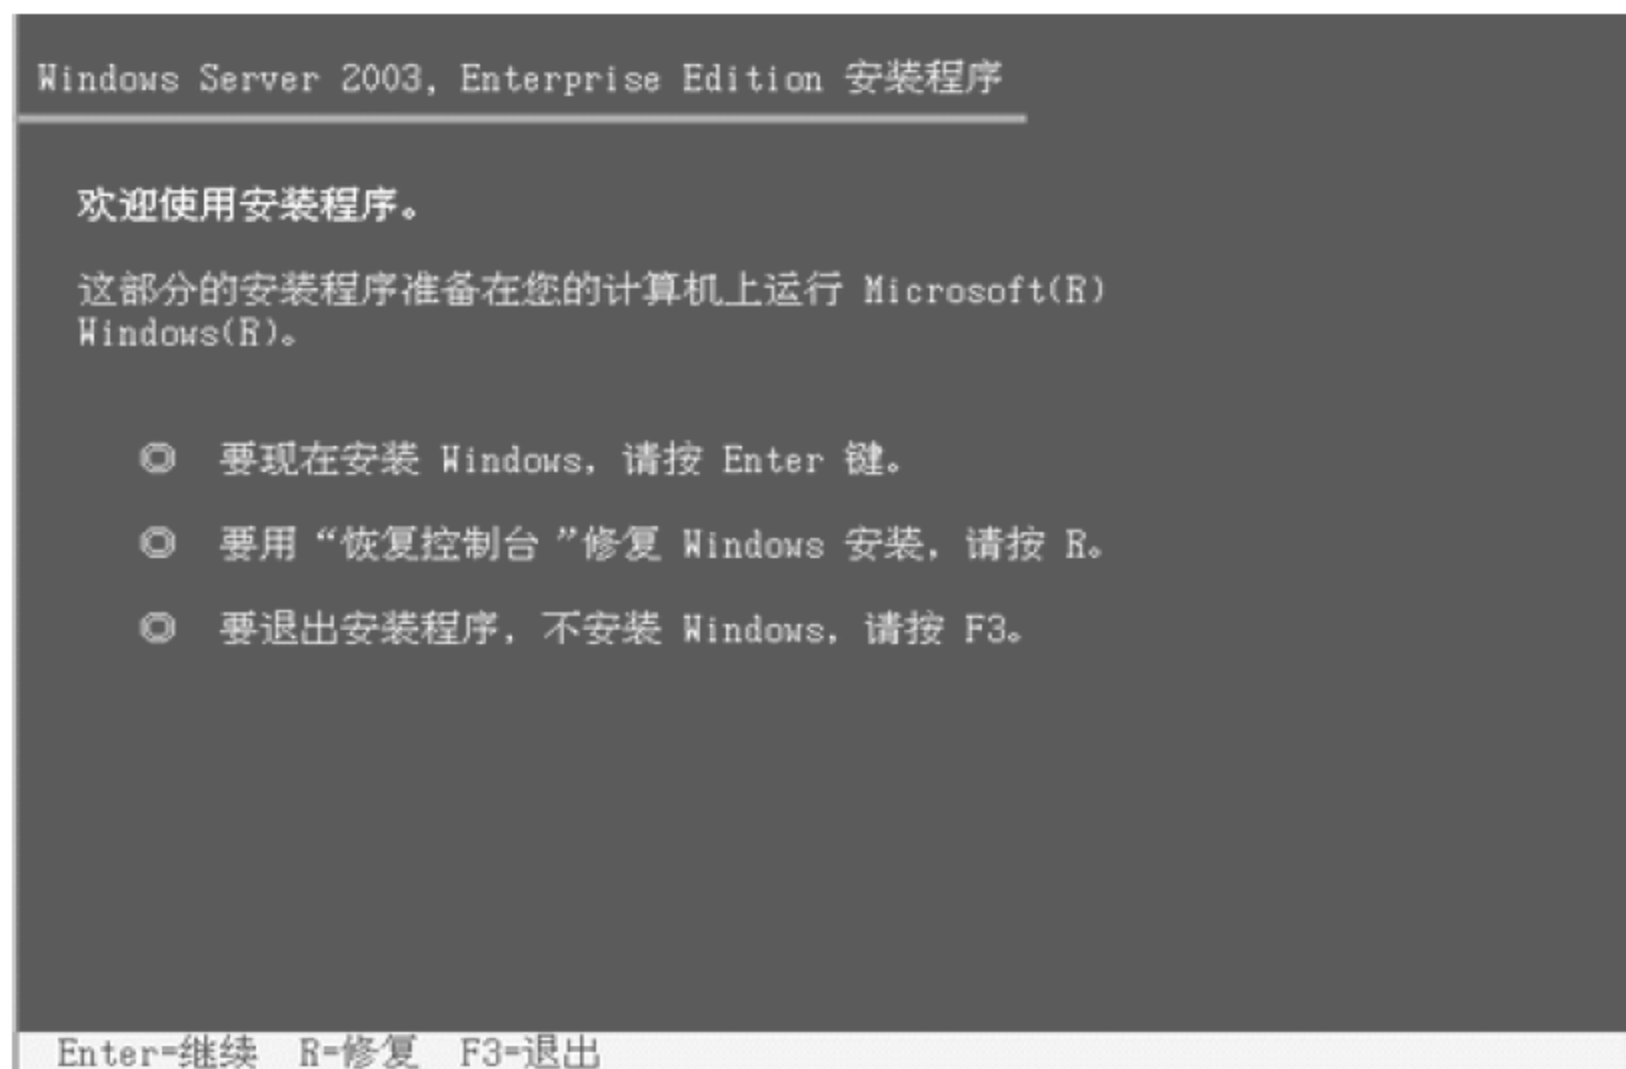 Windows Server 2003, Enterprise Edition 安装程序
欢迎使用安装程序。
这部分的安装程序准备在您的计算机上运行 Microsoft(R)
Windows(R)。
◎ 要现在安装 Windows, 请按 Enter 键。
◎ 要用“恢复控制台”修复 Windows 安装, 请按 R。
◎ 要退出安装程序, 不安装 Windows, 请按 F3。
Enter=继续 R=修复 F3=退出